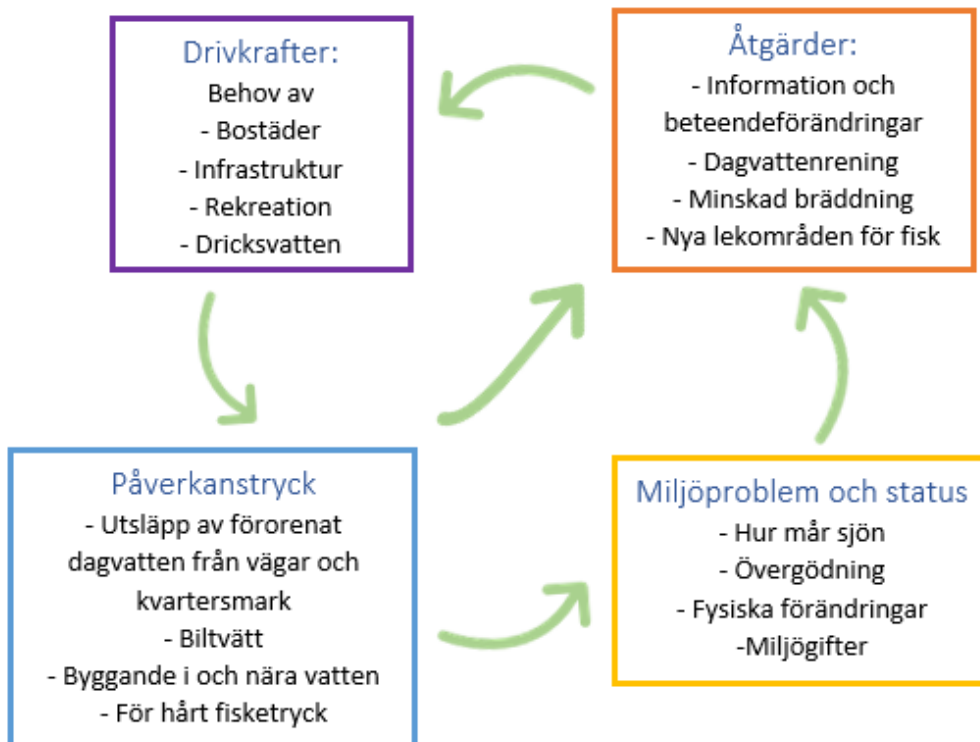 Drivkrafter:
Behov av
- Bostäder
- Infrastruktur
- Rekreation
- Dricksvatten
Åtgärder:
- Information och
beteendeförändringar
- Dagvattenrening
- Minskad bräddning
- Nya lekområden för fisk
Påverkanstryck
- Utsläpp av förorenat
dagvatten från vägar och
kvartersmark
- Biltvätt
- Byggande i och nära vatten
- För hårt fisketryck
Miljöproblem och status
- Hur mår sjön
- Övergödning
- Fysiska förändringar
-Miljögifter